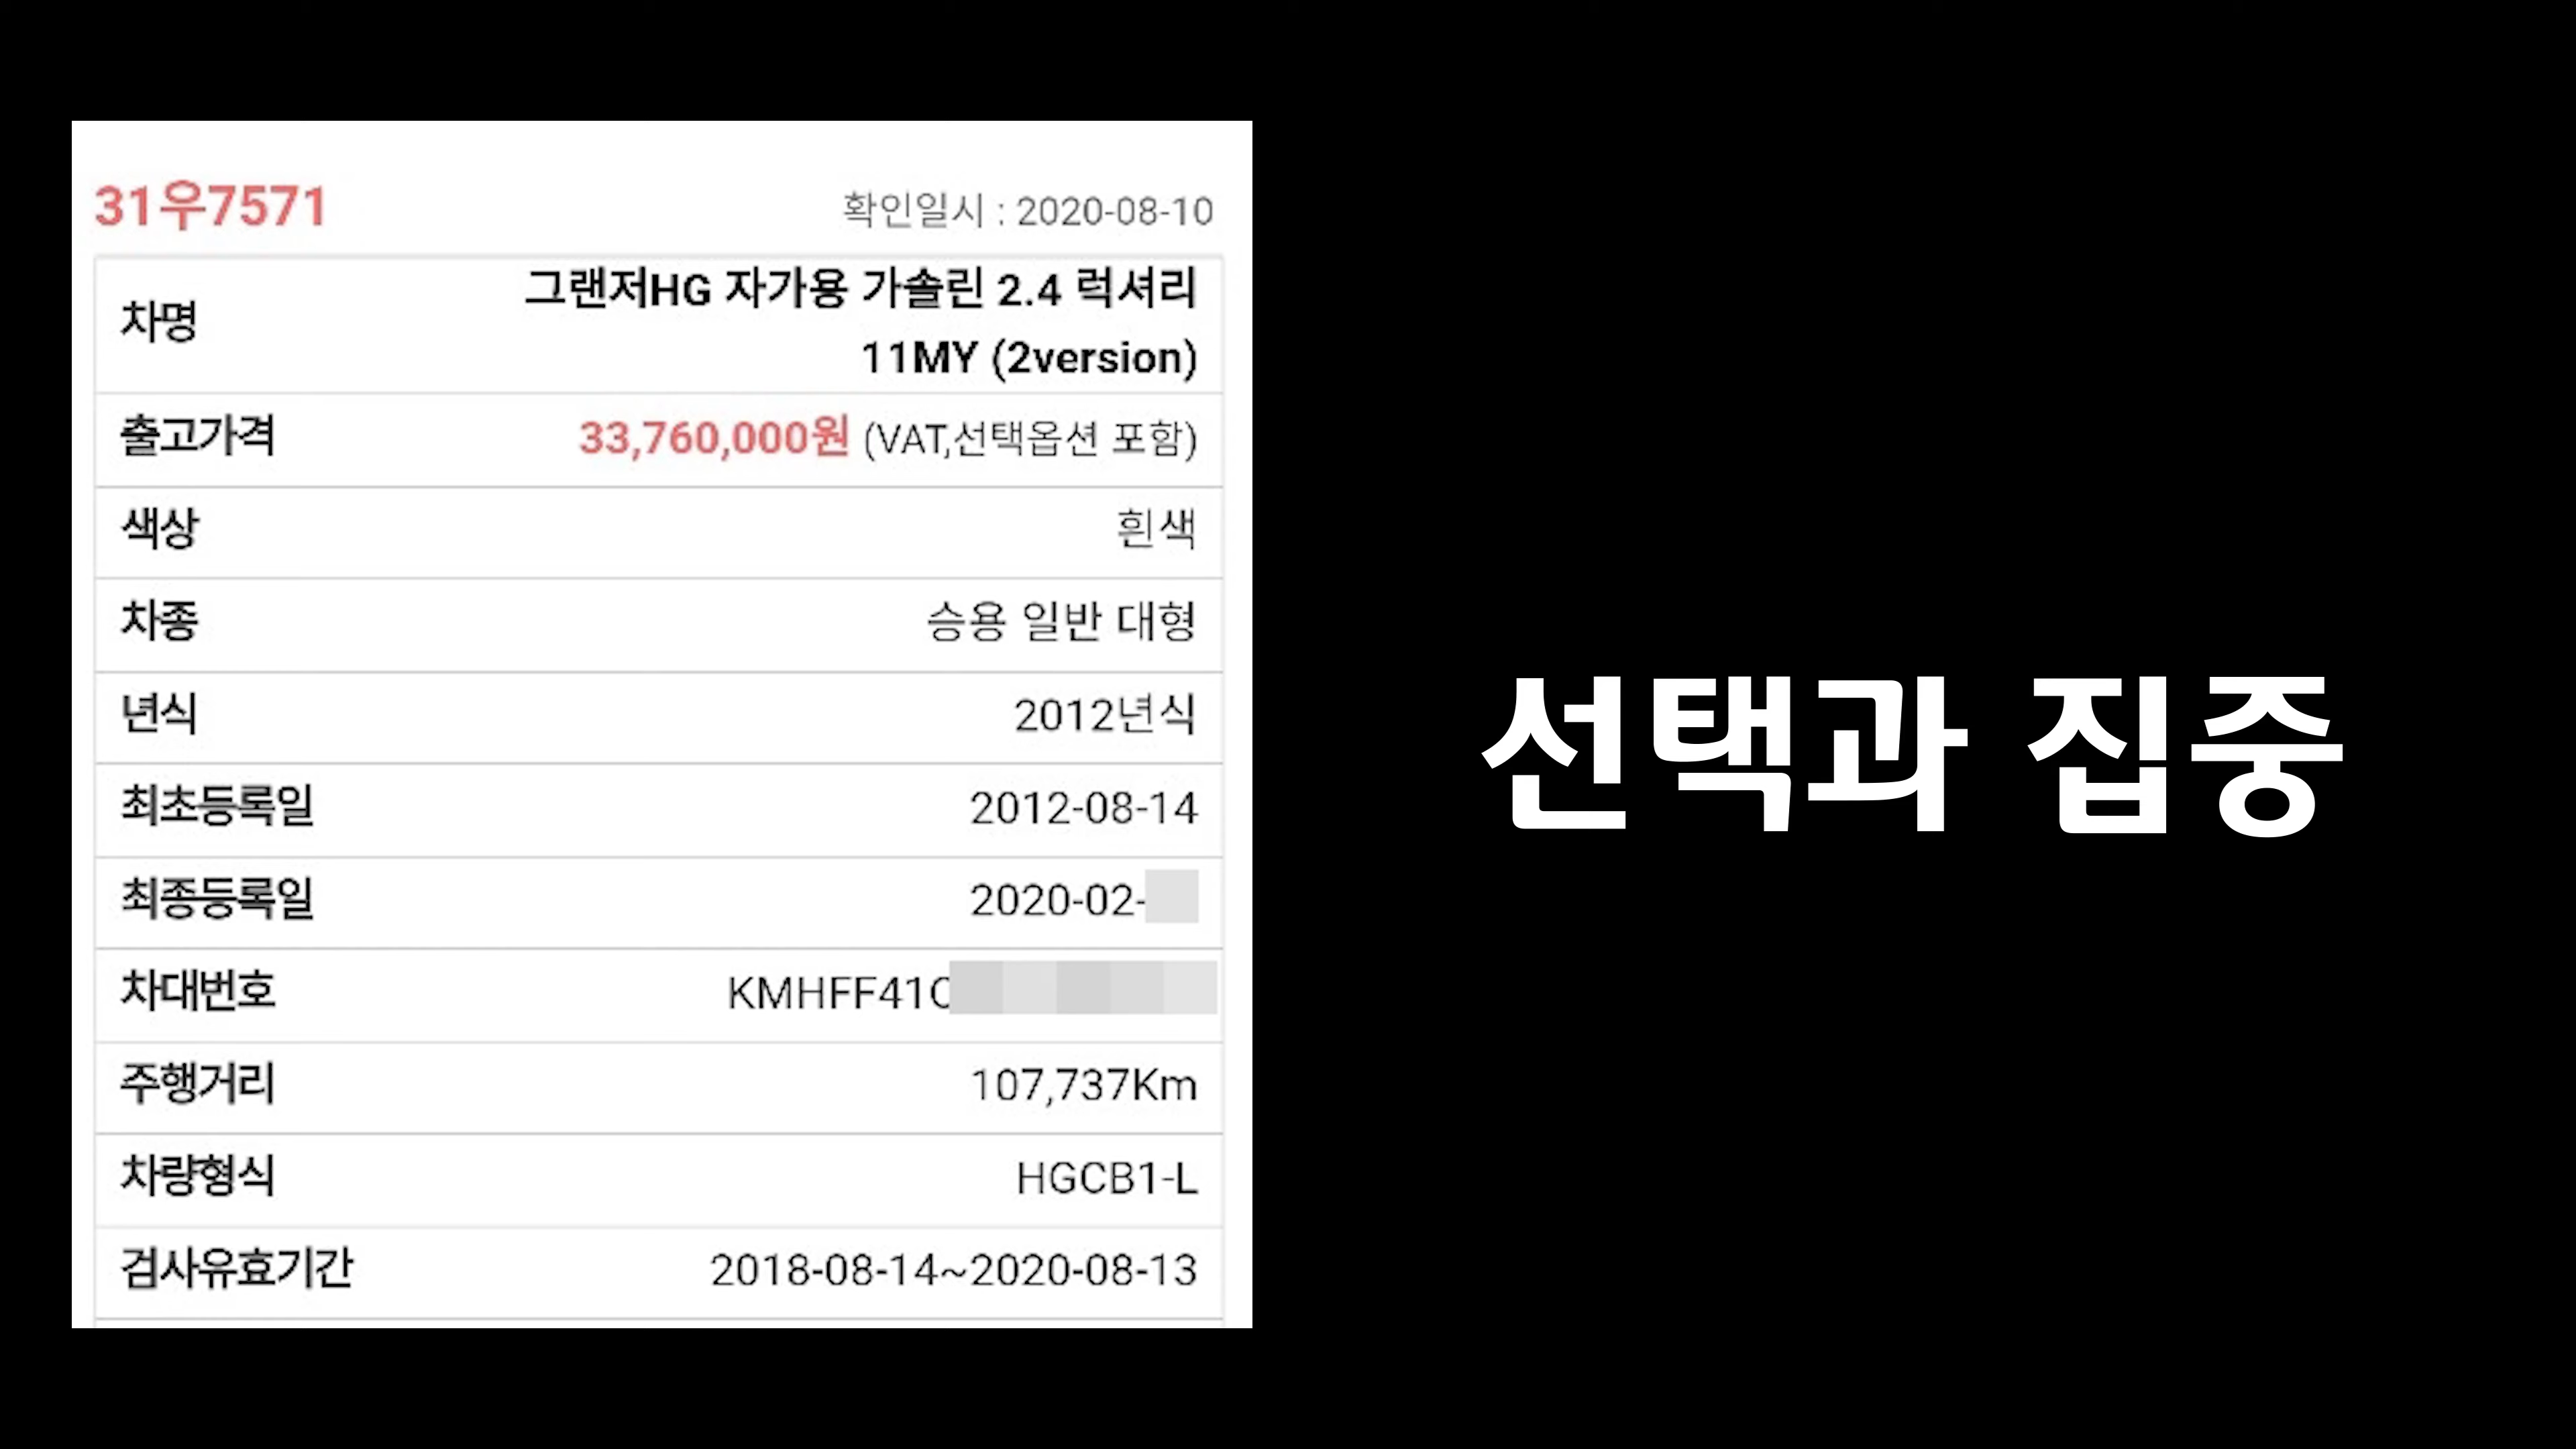 31우7571
확인일시 : 2020-08-10
차명
그랜저HG 자가용 가솔린 2.4 럭셔리
11MY (2version)
출고가격 33,760,000원 (VAT,선택옵션 포함)
색상 흰색
차종 승용 일반 대형
년식 2012년식
최초등록일 2012-08-14
최종등록일 2020-02-
차대번호 KMHFF41C
주행거리 107,737Km
차량형식 HGCB1-L
검사유효기간 2018-08-14~2020-08-13
선택과 집중